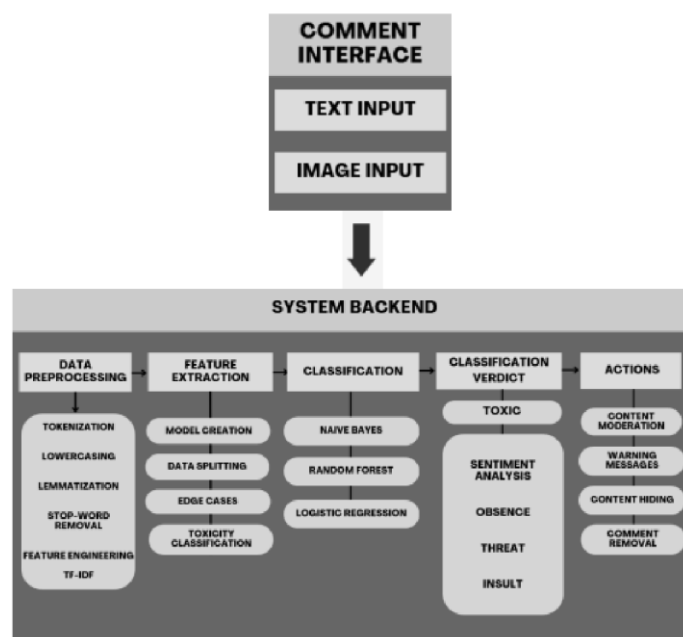 COMMENT
INTERFACE
TEXT INPUT
IMAGE INPUT
SYSTEM BACKEND
DATA
PREPROCESSING
TOKENIZATION
LOWERCASING
LEMMATIZATION
STOP-WORD
REMOVAL
FEATURE ENGINEERING
TF-IDF
FEATURE
EXTRACTION
MODEL CREATION
DATA SPLITTING
EDGE CASES
TOXICITY
CLASSIFICATION
CLASSIFICATION
NAIVE BAYES
RANDOM FOREST
LOGISTIC REGRESSION
CLASSIFICATION
VERDICT
TOXIC
SENTIMENT
ANALYSIS
OBSENCE
THREAT
INSULT
ACTIONS
CONTENT
MODERATION
WARNING
MESSAGES
CONTENT HIDING
COMMENT
REMOVAL